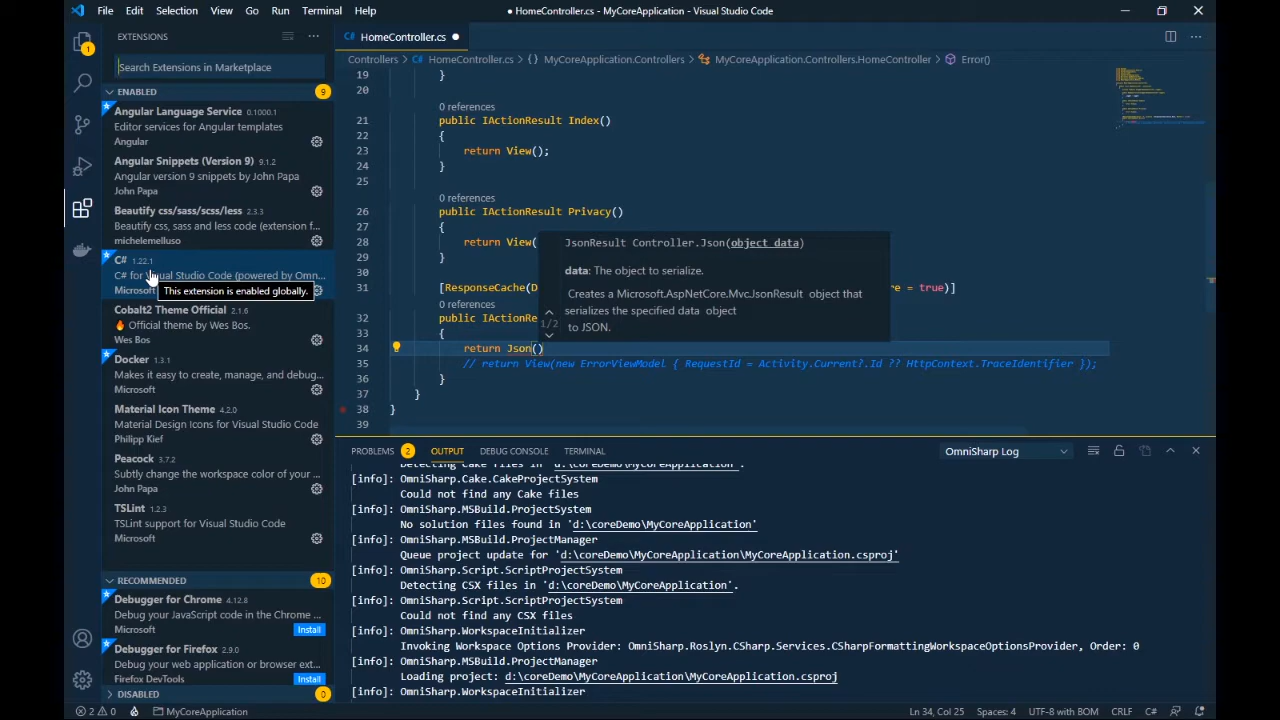 File Edit Selection View Go Run Terminal Help
● HomeController.cs - MyCoreApplication - Visual Studio Code
EXTENSIONS
Search Extensions in Marketplace
ENABLED 9
Angular Language Service 0.1000.1
Editor services for Angular templates
Angular
Angular Snippets (Version 9) 9.1.2
Angular version 9 snippets by John Papa
John Papa
Beautify css/sass/scss/less 2.3.3
Beautify css, sass and less code (extension f...
michelemelluso
C# 1.22.1
C# for Visual Studio Code (powered by Omn...
Microsoft
This extension is enabled globally.
Cobalt2 Theme Official 2.1.6
🔥 Official theme by Wes Bos.
Wes Bos
Docker 1.3.1
Makes it easy to create, manage, and debug...
Microsoft
Material Icon Theme 4.2.0
Material Design Icons for Visual Studio Code
Philipp Kief
Peacock 3.7.2
Subtly change the workspace color of your ...
John Papa
TSLint 1.2.3
TSLint support for Visual Studio Code
Microsoft
RECOMMENDED 10
Debugger for Chrome 4.12.8
Debug your JavaScript code in the Chrome ...
Microsoft Install
Debugger for Firefox 2.9.0
Debug your web application or browser ext...
Firefox DevTools Install
DISABLED 0
1
HomeController.cs ●
Controllers > HomeController.cs > {} MyCoreApplication.Controllers > MyCoreApplication.Controllers.HomeController > Error()
19 }
20
0 references
21 public IActionResult Index()
22 {
23 return View();
24 }
25
0 references
26 public IActionResult Privacy()
27 {
28 return View(
29 }
30
31 [ResponseCache(D
re = true)]
0 references
32 public IActionRe
33 {
34 return Json()
35 // return View(new ErrorViewModel { RequestId = Activity.Current?.Id ?? HttpContext.TraceIdentifier });
36 }
37 }
38 }
39
JsonResult Controller.Json(object data)
data: The object to serialize.
Creates a Microsoft.AspNetCore.Mvc.JsonResult object that
serializes the specified data object
1/2
to JSON.
PROBLEMS 2 OUTPUT DEBUG CONSOLE TERMINAL
OmniSharp Log
Detecting Cake files in 'd:\coreDemo\MyCoreApplication'.
[info]: OmniSharp.Cake.CakeProjectSystem
Could not find any Cake files
[info]: OmniSharp.MSBuild.ProjectSystem
No solution files found in 'd:\coreDemo\MyCoreApplication'
[info]: OmniSharp.MSBuild.ProjectManager
Queue project update for 'd:\coreDemo\MyCoreApplication\MyCoreApplication.csproj'
[info]: OmniSharp.Script.ScriptProjectSystem
Detecting CSX files in 'd:\coreDemo\MyCoreApplication'.
[info]: OmniSharp.Script.ScriptProjectSystem
Could not find any CSX files
[info]: OmniSharp.WorkspaceInitializer
Invoking Workspace Options Provider: OmniSharp.Roslyn.CSharp.Services.CSharpFormattingWorkspaceOptionsProvider, Order: 0
[info]: OmniSharp.MSBuild.ProjectManager
Loading project: d:\coreDemo\MyCoreApplication\MyCoreApplication.csproj
[info]: OmniSharp.WorkspaceInitializer
2 0 MyCoreApplication
Ln 34, Col 25 Spaces: 4 UTF-8 with BOM CRLF C#